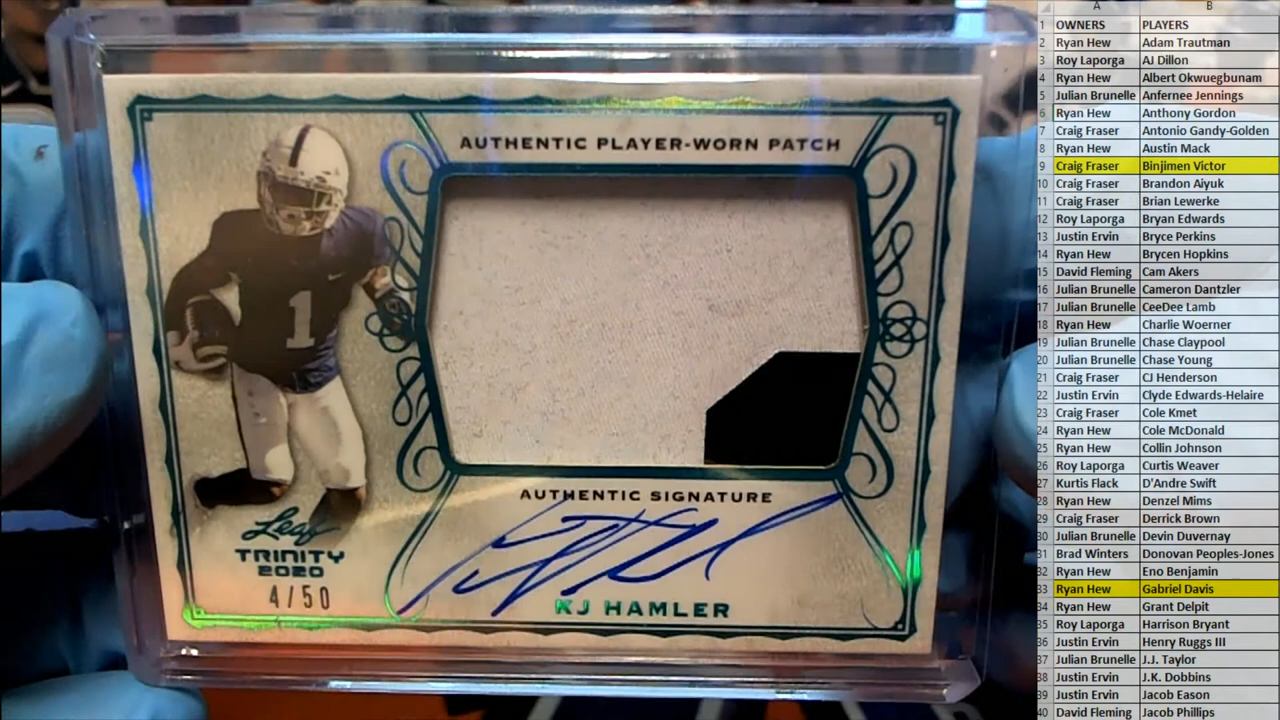 AUTHENTIC PLAYER-WORN PATCH
1
AUTHENTIC SIGNATURE
Leaf
TRINITY
2020
4/50
KJ HAMLER
A B
1 OWNERS PLAYERS
2 Ryan Hew Adam Trautman
3 Roy Laporga AJ Dillon
4 Ryan Hew Albert Okwuegbunam
5 Julian Brunelle Anfernee Jennings
6 Ryan Hew Anthony Gordon
7 Craig Fraser Antonio Gandy-Golden
8 Ryan Hew Austin Mack
9 Craig Fraser Binjimen Victor
10 Craig Fraser Brandon Aiyuk
11 Craig Fraser Brian Lewerke
12 Roy Laporga Bryan Edwards
13 Justin Ervin Bryce Perkins
14 Ryan Hew Brycen Hopkins
15 David Fleming Cam Akers
16 Julian Brunelle Cameron Dantzler
17 Julian Brunelle CeeDee Lamb
18 Ryan Hew Charlie Woerner
19 Julian Brunelle Chase Claypool
20 Julian Brunelle Chase Young
21 Craig Fraser CJ Henderson
22 Justin Ervin Clyde Edwards-Helaire
23 Craig Fraser Cole Kmet
24 Ryan Hew Cole McDonald
25 Ryan Hew Collin Johnson
26 Roy Laporga Curtis Weaver
27 Kurtis Flack D'Andre Swift
28 Ryan Hew Denzel Mims
29 Craig Fraser Derrick Brown
30 Julian Brunelle Devin Duvernay
31 Brad Winters Donovan Peoples-Jones
32 Ryan Hew Eno Benjamin
33 Ryan Hew Gabriel Davis
34 Ryan Hew Grant Delpit
35 Roy Laporga Harrison Bryant
36 Justin Ervin Henry Ruggs III
37 Julian Brunelle J.J. Taylor
38 Justin Ervin J.K. Dobbins
39 Justin Ervin Jacob Eason
40 David Fleming Jacob Phillips